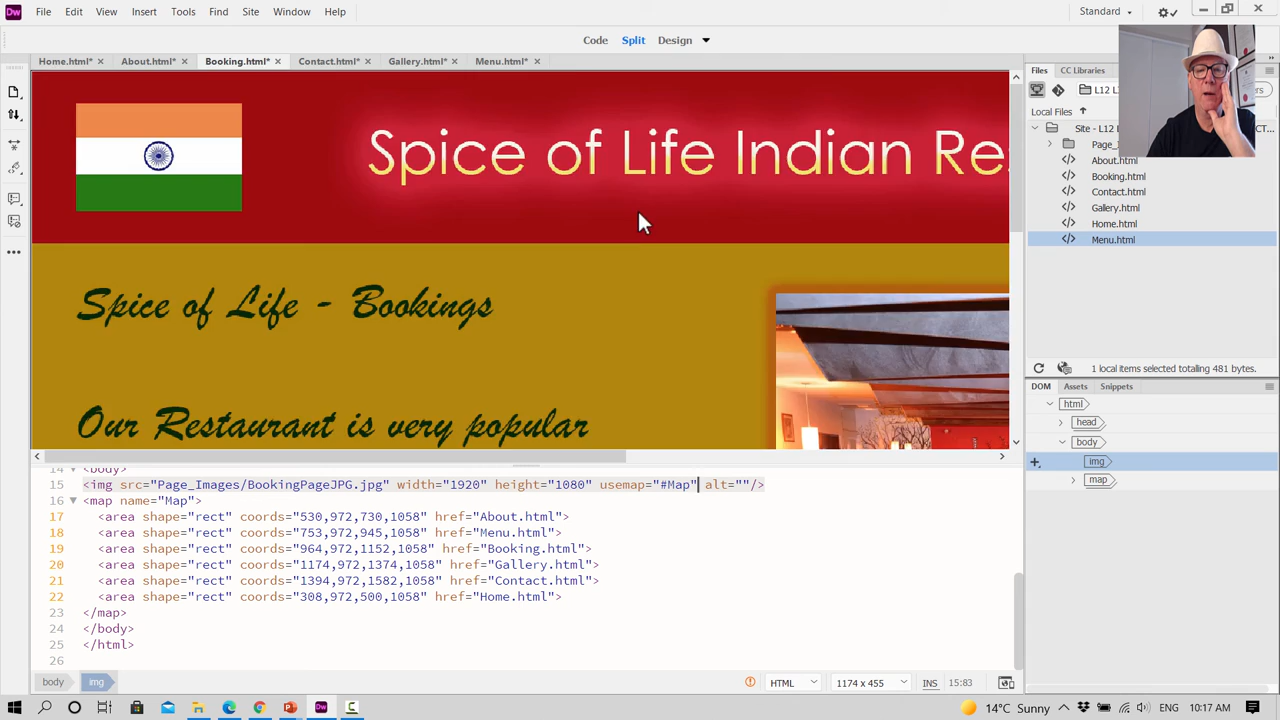 Dw File Edit View Insert Tools Find Site Window Help Standard
Code Split Design
Home.html* About.html* Booking.html* Contact.html* Gallery.html* Menu.html*
Files CC Libraries
L12 L
ers
Local Files
Site - L12 L
CT...
Page_
About.html
Booking.html
Contact.html
Gallery.html
Home.html
Menu.html
1 local items selected totalling 481 bytes.
DOM Assets Snippets
html
head
body
img
map
Spice of Life Indian Res
Spice of Life - Bookings
Our Restaurant is very popular
14 <body>
15 <img src="Page_Images/BookingPageJPG.jpg" width="1920" height="1080" usemap="#Map" alt=""/>
16 <map name="Map">
17 <area shape="rect" coords="530,972,730,1058" href="About.html">
18 <area shape="rect" coords="753,972,945,1058" href="Menu.html">
19 <area shape="rect" coords="964,972,1152,1058" href="Booking.html">
20 <area shape="rect" coords="1174,972,1374,1058" href="Gallery.html">
21 <area shape="rect" coords="1394,972,1582,1058" href="Contact.html">
22 <area shape="rect" coords="308,972,500,1058" href="Home.html">
23 </map>
24 </body>
25 </html>
26
body img
HTML 1174 x 455 INS 15:83
14°C Sunny ENG 10:17 AM